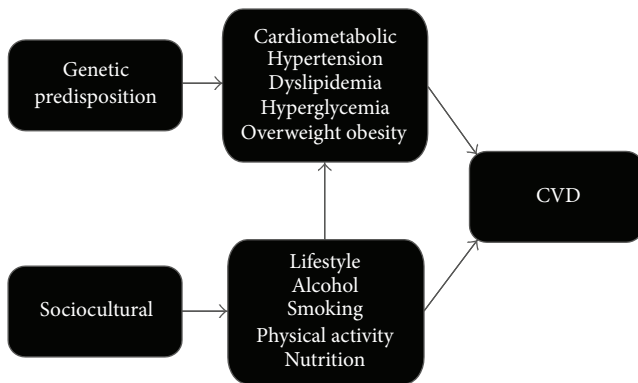 Genetic
predisposition
Cardiometabolic
Hypertension
Dyslipidemia
Hyperglycemia
Overweight obesity
CVD
Sociocultural
Lifestyle
Alcohol
Smoking
Physical activity
Nutrition